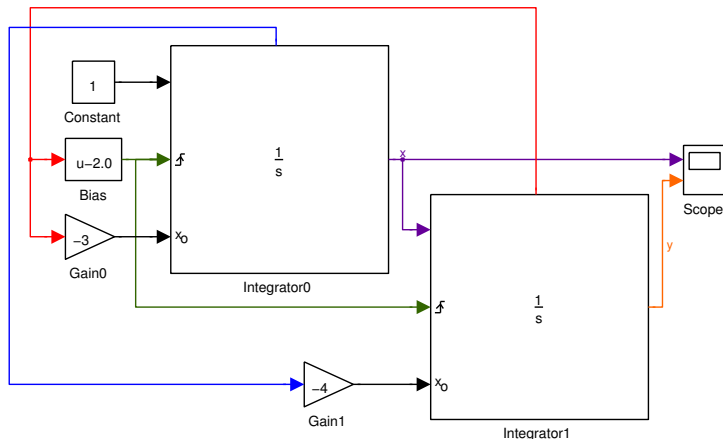 1
Constant
1
s
x
u-2.0
Bias
Scope
-3
Gain0
xo
Integrator0
y
1
s
-4
Gain1
xo
Integrator1